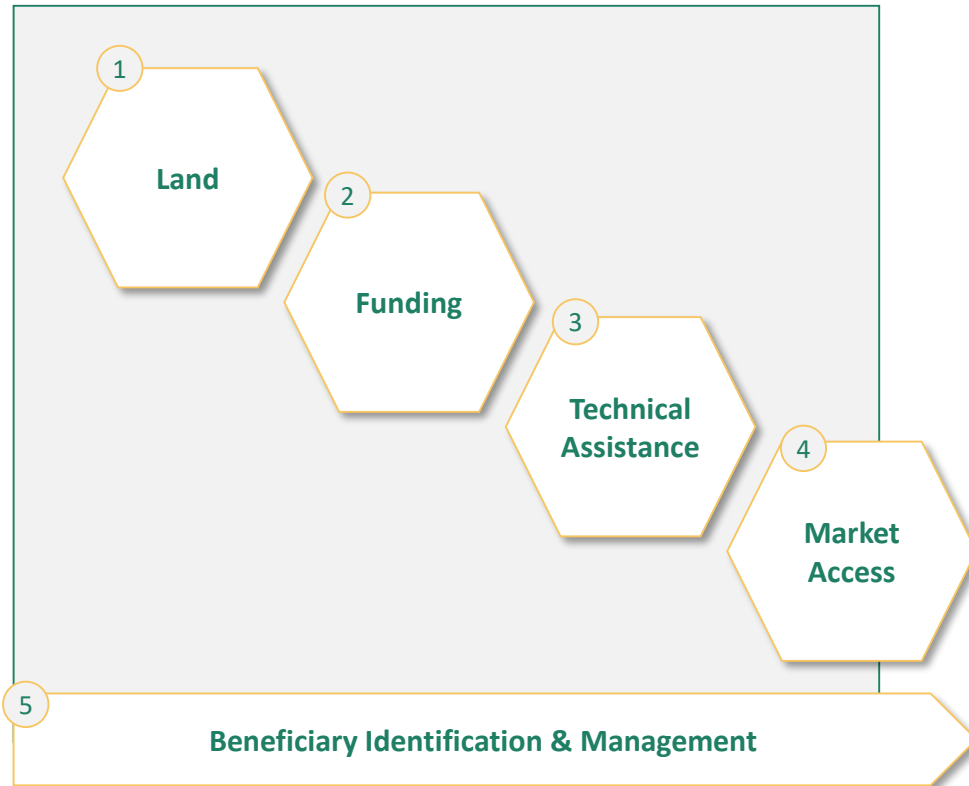 1
Land
2
Funding
3
Technical
Assistance
4
Market
Access
5
Beneficiary Identification & Management